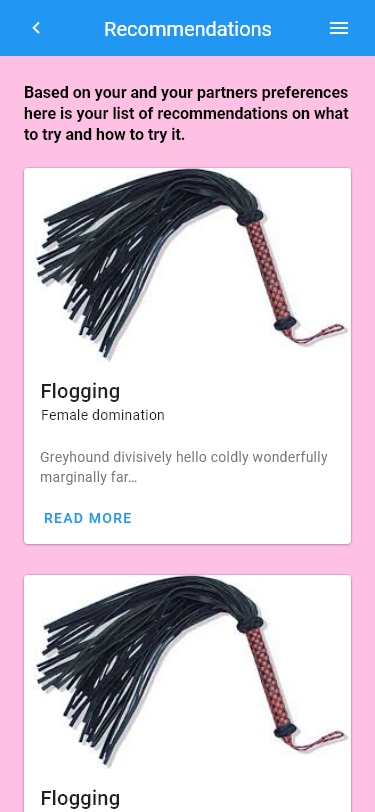 Recommendations
Based on your and your partners preferences
here is your list of recommendations on what
to try and how to try it.
Flogging
Female domination
Greyhound divisively hello coldly wonderfully
marginally far...
READ MORE
Flogging